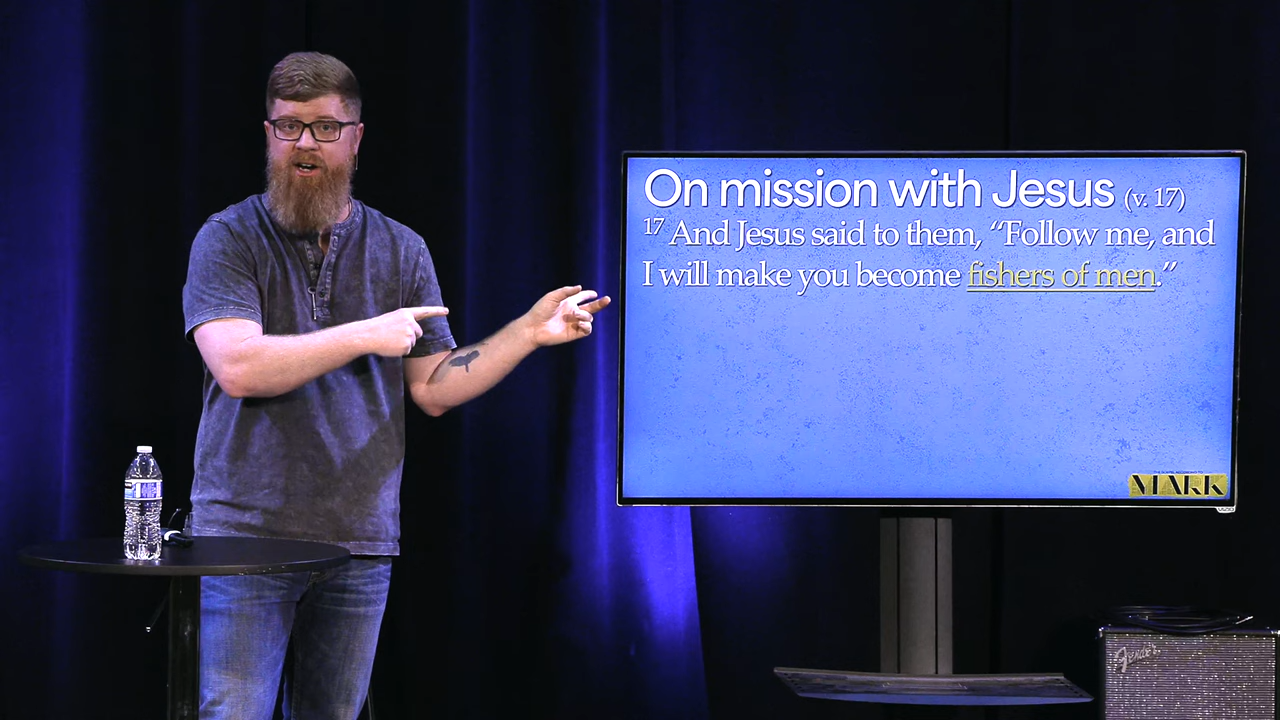 On mission with Jesus (v. 17)
17 And Jesus said to them, “Follow me, and
I will make you become fishers of men.”
MARK
Fender